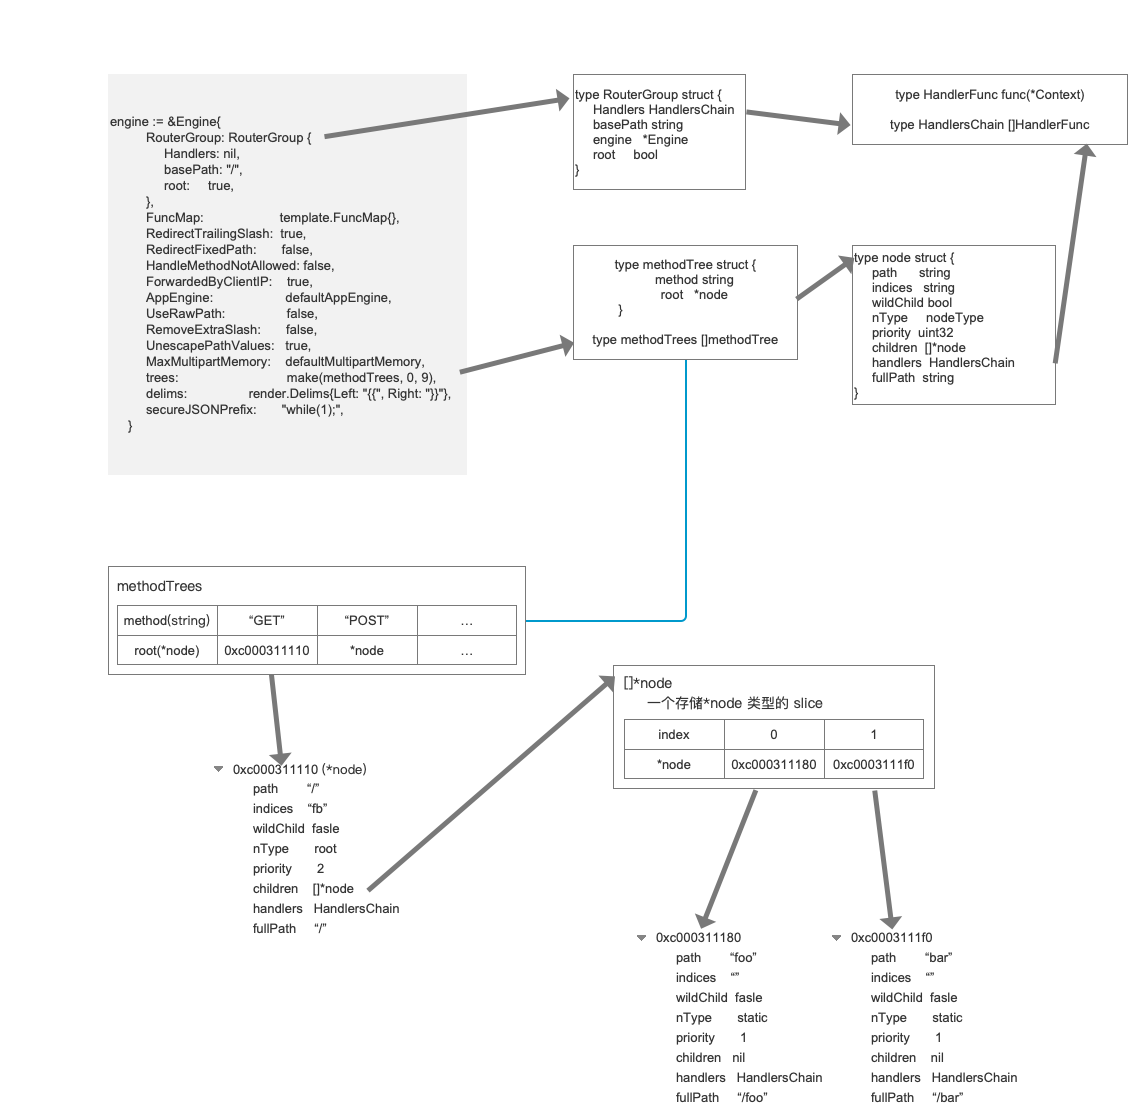 engine := &Engine{
RouterGroup: RouterGroup {
Handlers: nil,
basePath: "/",
root: true,
},
FuncMap: template.FuncMap{},
RedirectTrailingSlash: true,
RedirectFixedPath: false,
HandleMethodNotAllowed: false,
ForwardedByClientIP: true,
AppEngine: defaultAppEngine,
UseRawPath: false,
RemoveExtraSlash: false,
UnescapePathValues: true,
MaxMultipartMemory: defaultMultipartMemory,
trees: make(methodTrees, 0, 9),
delims: render.Delims{Left: "{{", Right: "}}"},
secureJSONPrefix: "while(1);",
}
type RouterGroup struct {
Handlers HandlersChain
basePath string
engine *Engine
root bool
}
type HandlerFunc func(*Context)
type HandlersChain []HandlerFunc
type methodTree struct {
method string
root *node
}
type methodTrees []methodTree
type node struct {
path string
indices string
wildChild bool
nType nodeType
priority uint32
children []*node
handlers HandlersChain
fullPath string
}
methodTrees
method(string) “GET” “POST” ...
root(*node) 0xc000311110 *node ...
0xc000311110 (*node)
path “/”
indices “fb”
wildChild fasle
nType root
priority 2
children []*node
handlers HandlersChain
fullPath “/”
[]*node
一个存储*node 类型的 slice
index 0 1
*node 0xc000311180 0xc0003111f0
0xc000311180
path “foo”
indices “”
wildChild fasle
nType static
priority 1
children nil
handlers HandlersChain
fullPath “/foo”
0xc0003111f0
path “bar”
indices “”
wildChild fasle
nType static
priority 1
children nil
handlers HandlersChain
fullPath “/bar”